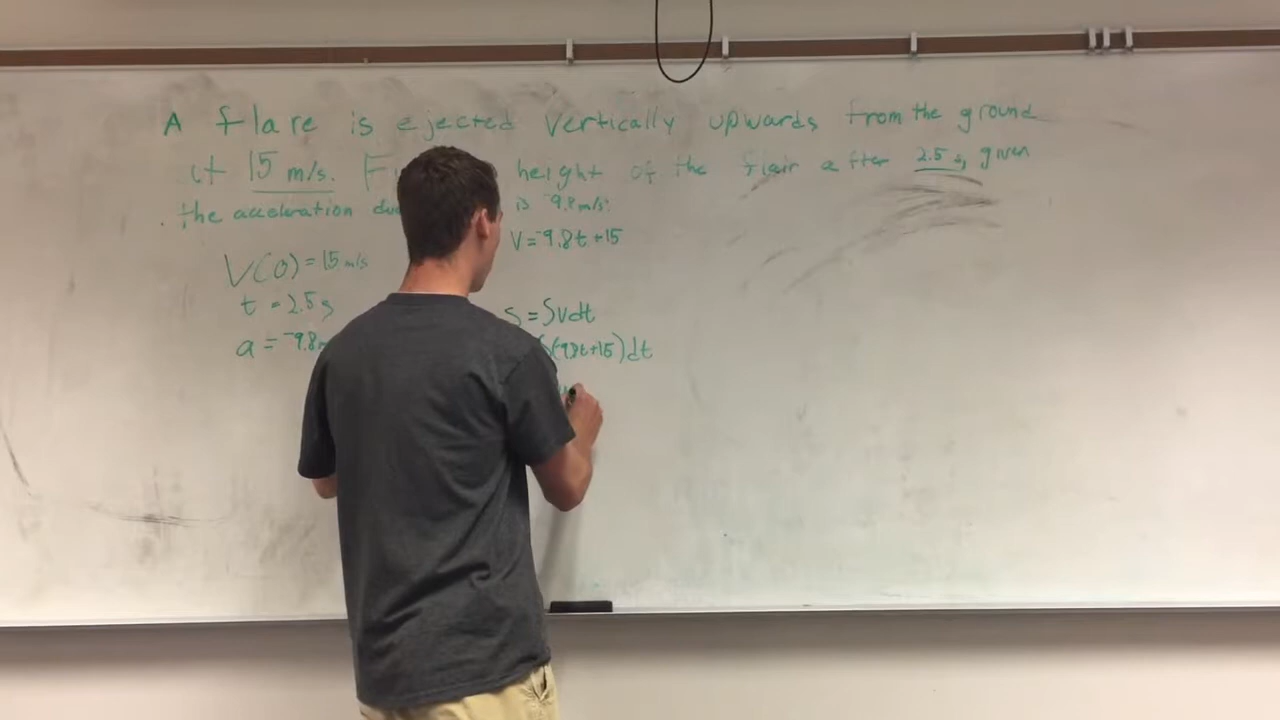 A flare is ejected vertically upwards from the ground
at 15 m/s. height of the flair after 2.5 s, given
the acceleration is -9.8 m/s.
V(0) = 15 m/s
t = 2.5 s
a = -9.8
V = -9.8t + 15
S = ∫vdt
∫(-9.8t+15)dt